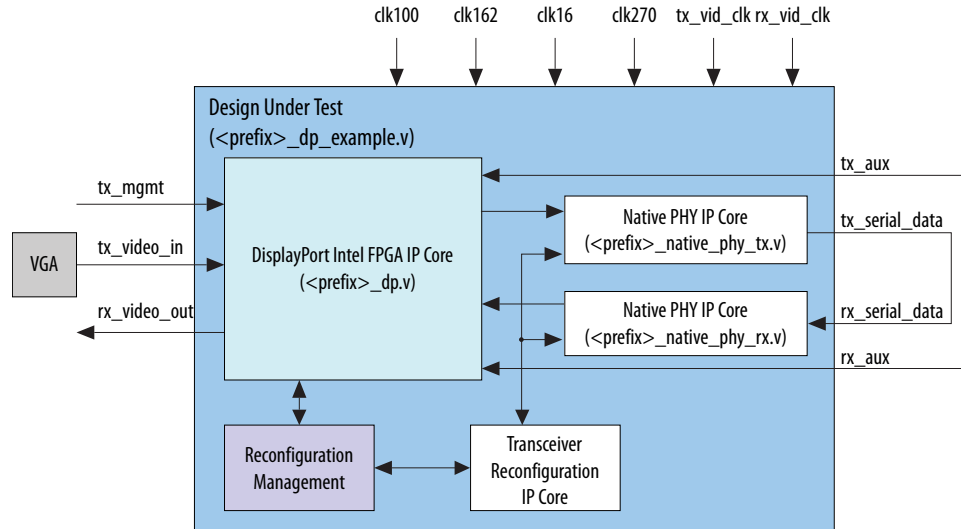 clk100 clk162 clk16 clk270 tx_vid_clk rx_vid_clk
Design Under Test
(<prefix>_dp_example.v)
tx_mgmt
VGA
tx_video_in
rx_video_out
DisplayPort Intel FPGA IP Core
(<prefix>_dp.v)
Native PHY IP Core
(<prefix>_native_phy_tx.v)
Native PHY IP Core
(<prefix>_native_phy_rx.v)
tx_aux
tx_serial_data
rx_serial_data
rx_aux
Reconfiguration
Management
Transceiver
Reconfiguration
IP Core